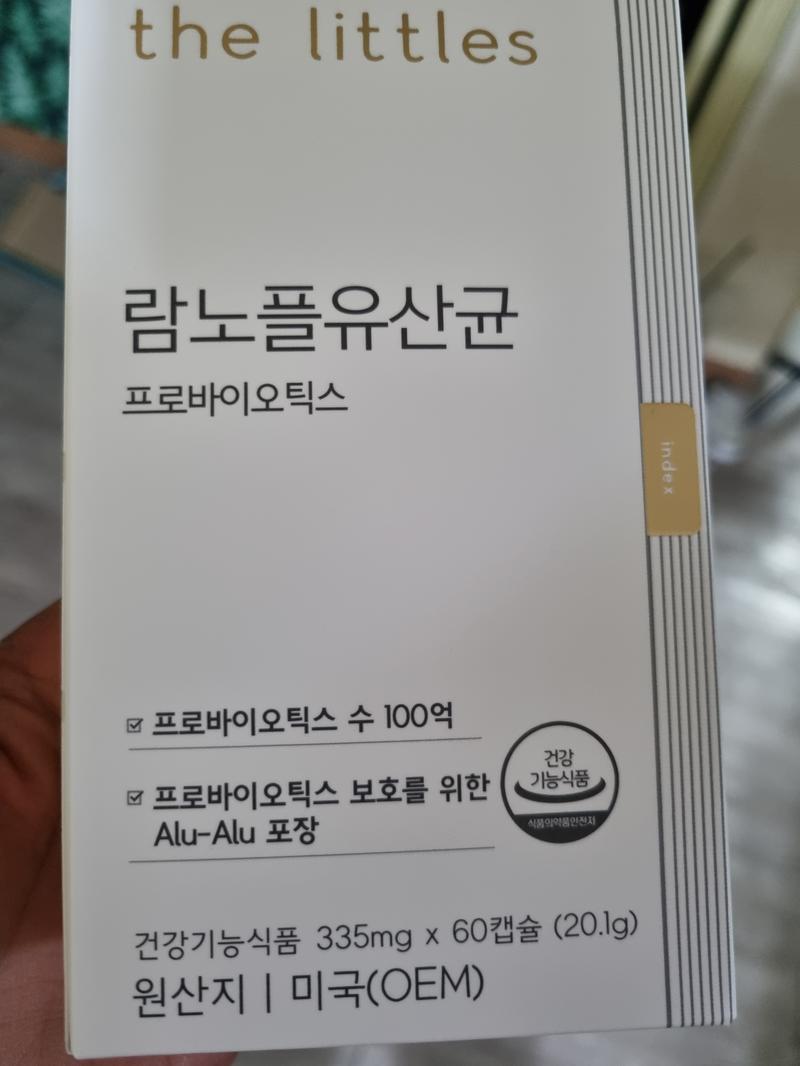 the littles
람노플유산균
프로바이오틱스
index
프로바이오틱스 수 100억
프로바이오틱스 보호를 위한
Alu-Alu 포장
건강
기능식품
식품의약품안전처
건강기능식품 335mg x 60캡슐 (20.1g)
원산지 | 미국(OEM)